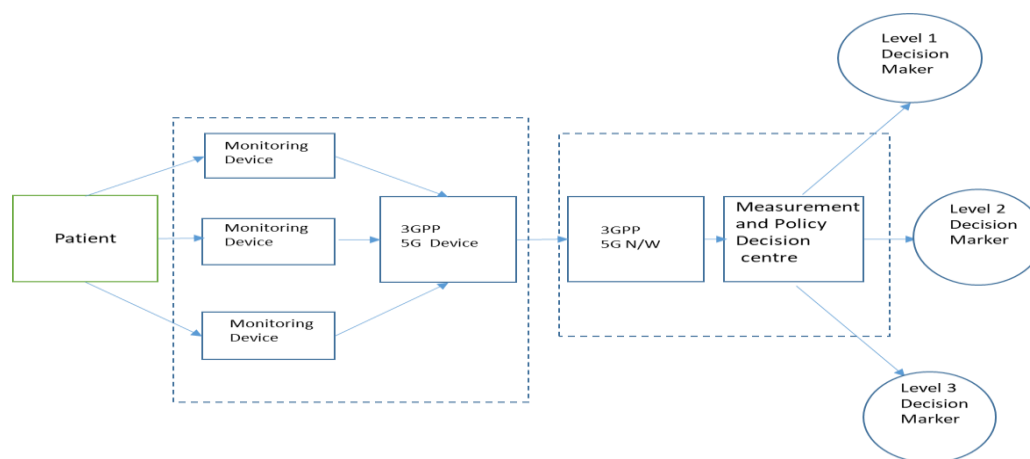 Patient
Monitoring
Device
Monitoring
Device
Monitoring
Device
3GPP
5G Device
3GPP
5G N/W
Measurement
and Policy
Decision
centre
Level 1
Decision
Maker
Level 2
Decision
Marker
Level 3
Decision
Marker